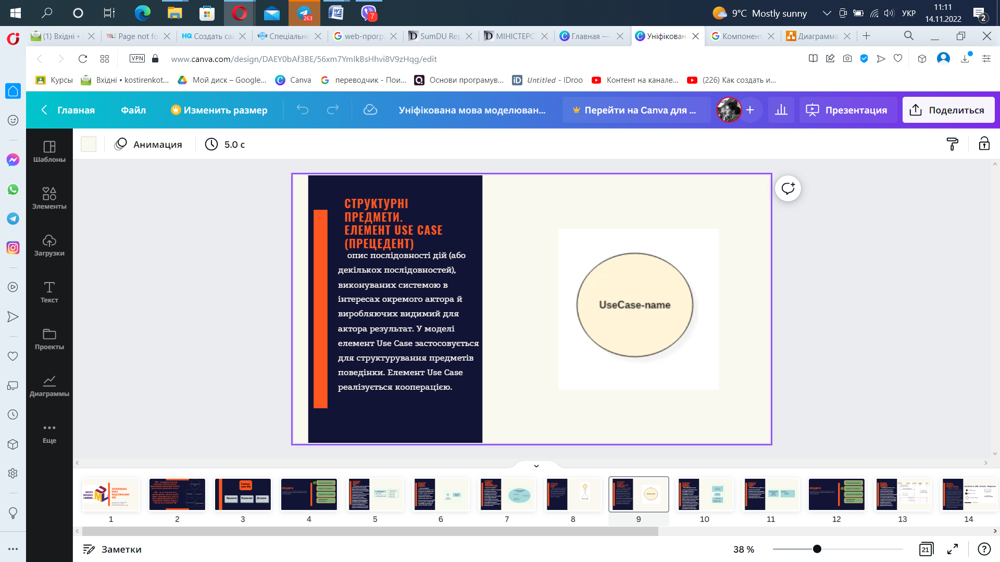 263
7
9°C Mostly sunny
УКР
11:11
14.11.2022
2
(1) Вхідні •
Page not fo
Создать са
Спеціальніс
web-прогр
SumDU Rep
МІНІСТЕРС
Главная —
Уніфікован
Компонент
Диаграмма
VPN
www.canva.com/design/DAEY0bAf3BE/56xm7YmIkBsHhvi8V9zHqg/edit
Курсы
Вхідні • kostirenkot...
Мой диск – Google...
Canva
переводчик - Пои...
Основи програмув...
Untitled - IDroo
Контент на канале...
(226) Как создать и...
Главная
Файл
Изменить размер
Уніфікована мова моделюван...
Перейти на Canva для ...
Презентация
Поделиться
Анимация
5.0 с
Шаблоны
Элементы
Загрузки
Текст
Проекты
Диаграммы
Еще
СТРУКТУРНІ
ПРЕДМЕТИ.
ЕЛЕМЕНТ USE CASE
(ПРЕЦЕДЕНТ)
опис послідовності дій (або
декількох послідовностей),
виконуваних системою в
інтересах окремого актора й
виробляючих видимий для
актора результат. У моделі
елемент Use Case застосовується
для структурування предметів
поведінки. Елемент Use Case
реалізується кооперацією.
UseCase-name
1
2
3
4
5
6
7
8
9
10
11
12
13
14
Заметки
38 %
21